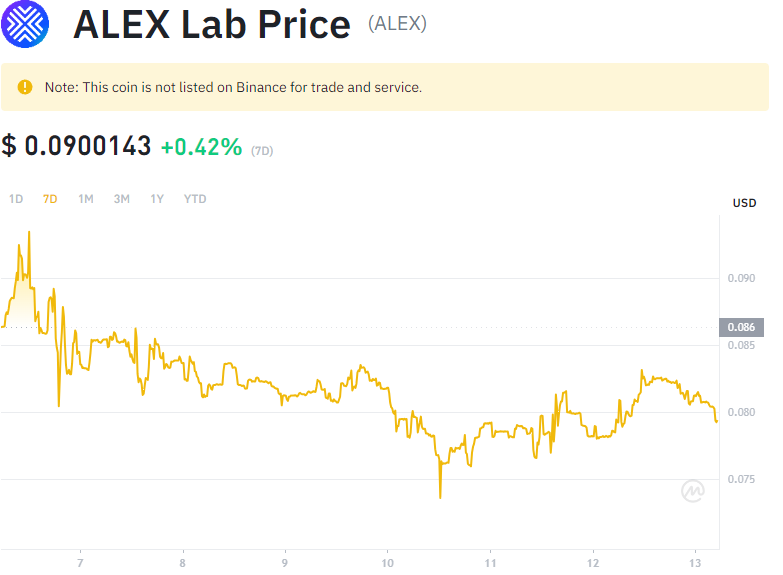 ALEX Lab Price (ALEX)
Note: This coin is not listed on Binance for trade and service.
$ 0.0900143 +0.42% (7D)
1D 7D 1M 3M 1Y YTD
USD
0.090
0.086
0.085
0.080
0.075
7 8 9 10 11 12 13